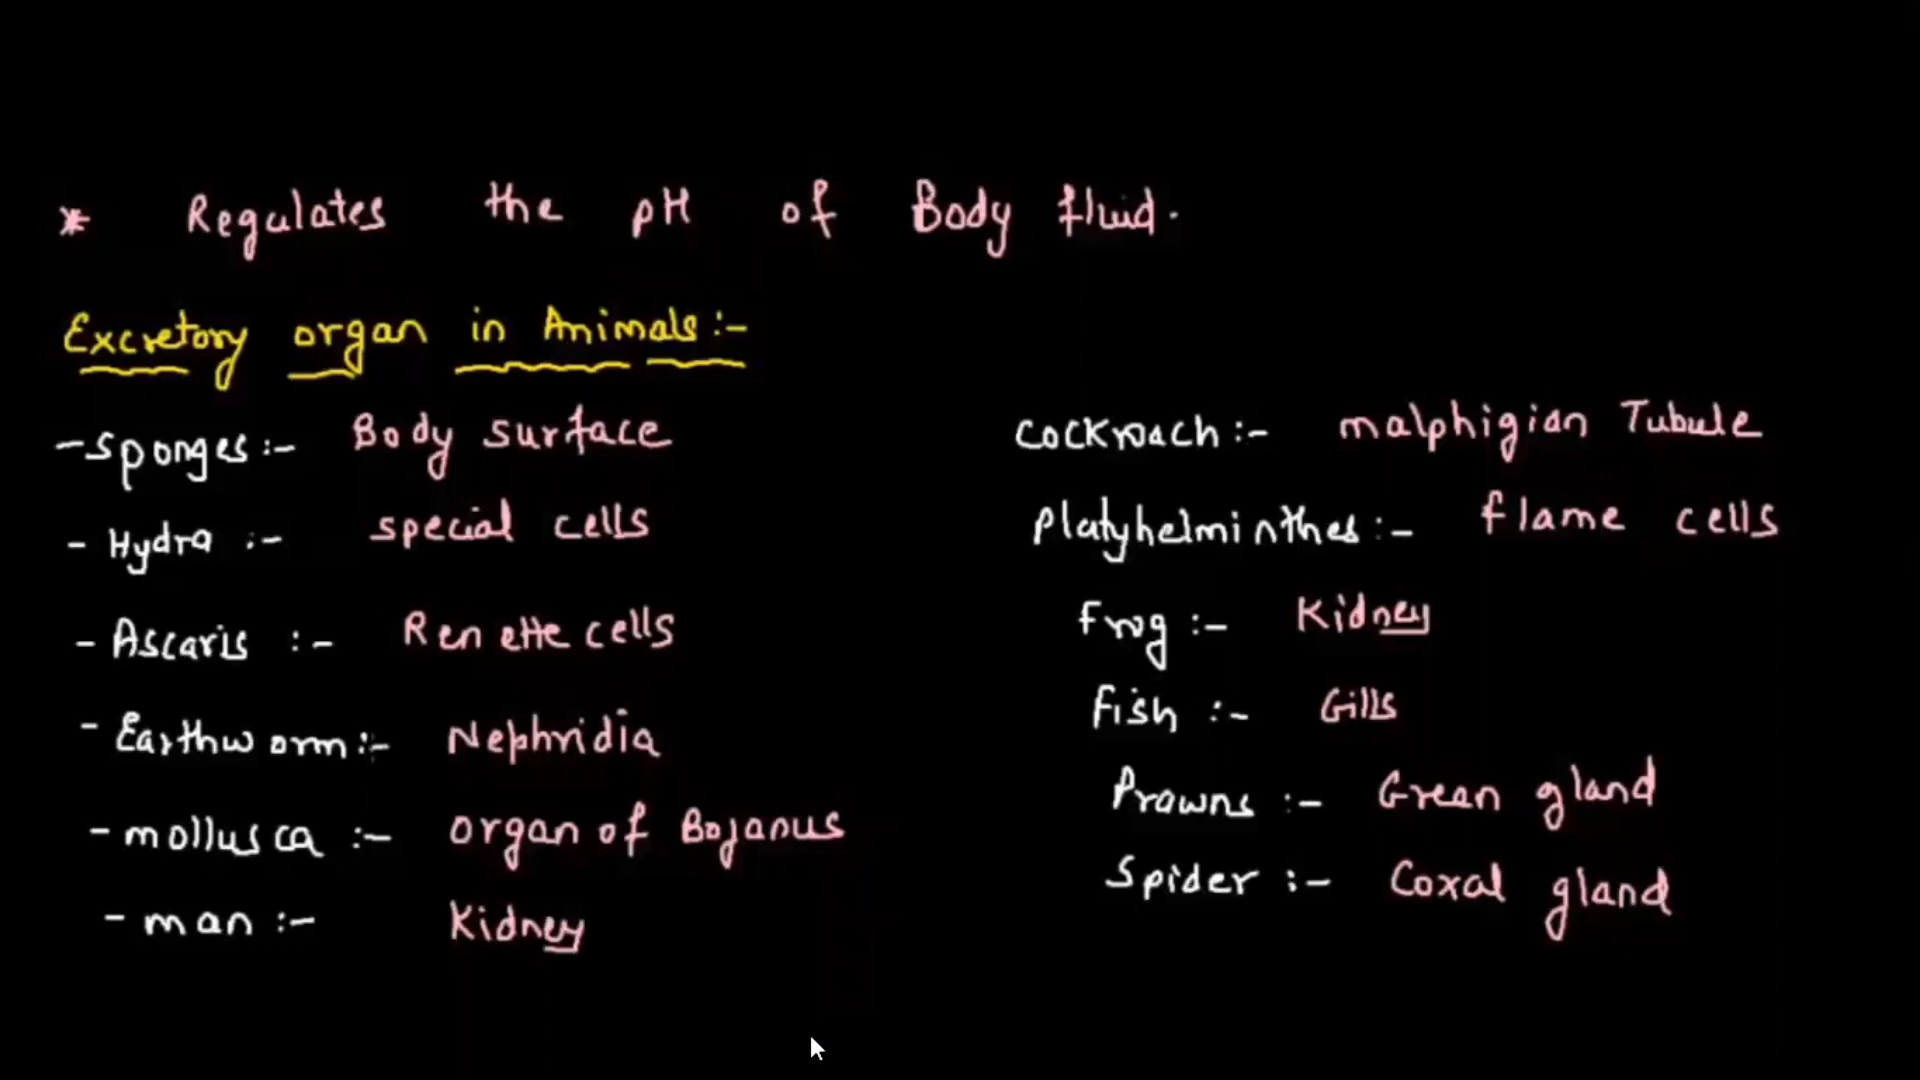 * Regulates the pH of Body fluid.
Excretory organ in Animals:-
- Sponges:- Body surface
- Hydra :- special cells
- Ascaris :- Renette cells
- Earthworm:- Nephridia
- mollusca :- organ of Bojanus
- man :- Kidney
cockroach :- malphigian Tubule
Platyhelminthes :- flame cells
Frog :- Kidney
Fish :- Gills
Prawns :- Green gland
Spider :- Coxal gland